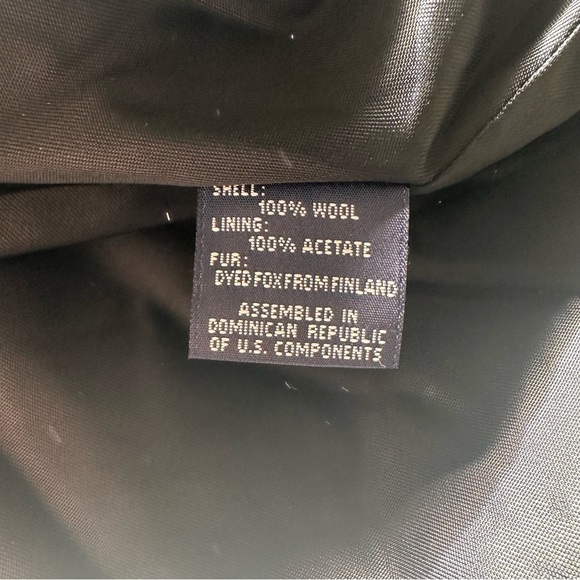 SHELL:
100% WOOL
LINING:
100% ACETATE
FUR:
DYED FOX FROM FINLAND
ASSEMBLED IN
DOMINICAN REPUBLIC
OF U.S. COMPONENTS